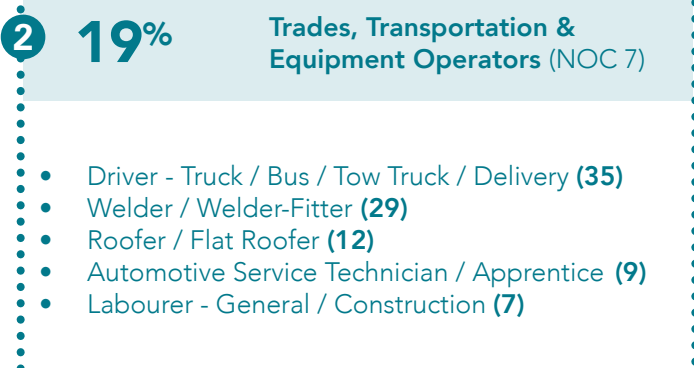 2 19% Trades, Transportation &
Equipment Operators (NOC 7)
• Driver - Truck / Bus / Tow Truck / Delivery (35)
• Welder / Welder-Fitter (29)
• Roofer / Flat Roofer (12)
• Automotive Service Technician / Apprentice (9)
• Labourer - General / Construction (7)